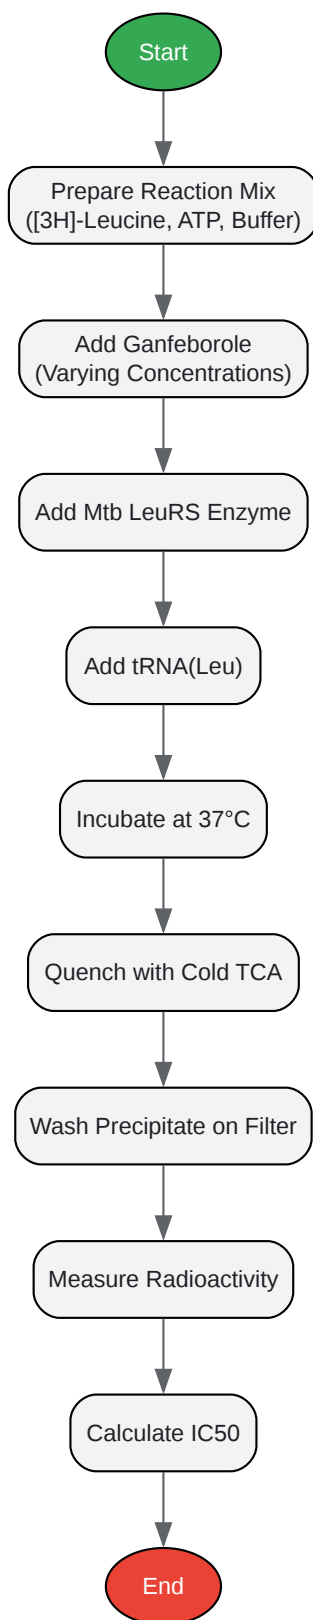 Start
Prepare Reaction Mix
([3H]-Leucine, ATP, Buffer)
Add Ganfeborole
(Varying Concentrations)
Add Mtb LeuRS Enzyme
Add tRNA(Leu)
Incubate at 37°C
Quench with Cold TCA
Wash Precipitate on Filter
Measure Radioactivity
Calculate IC50
End